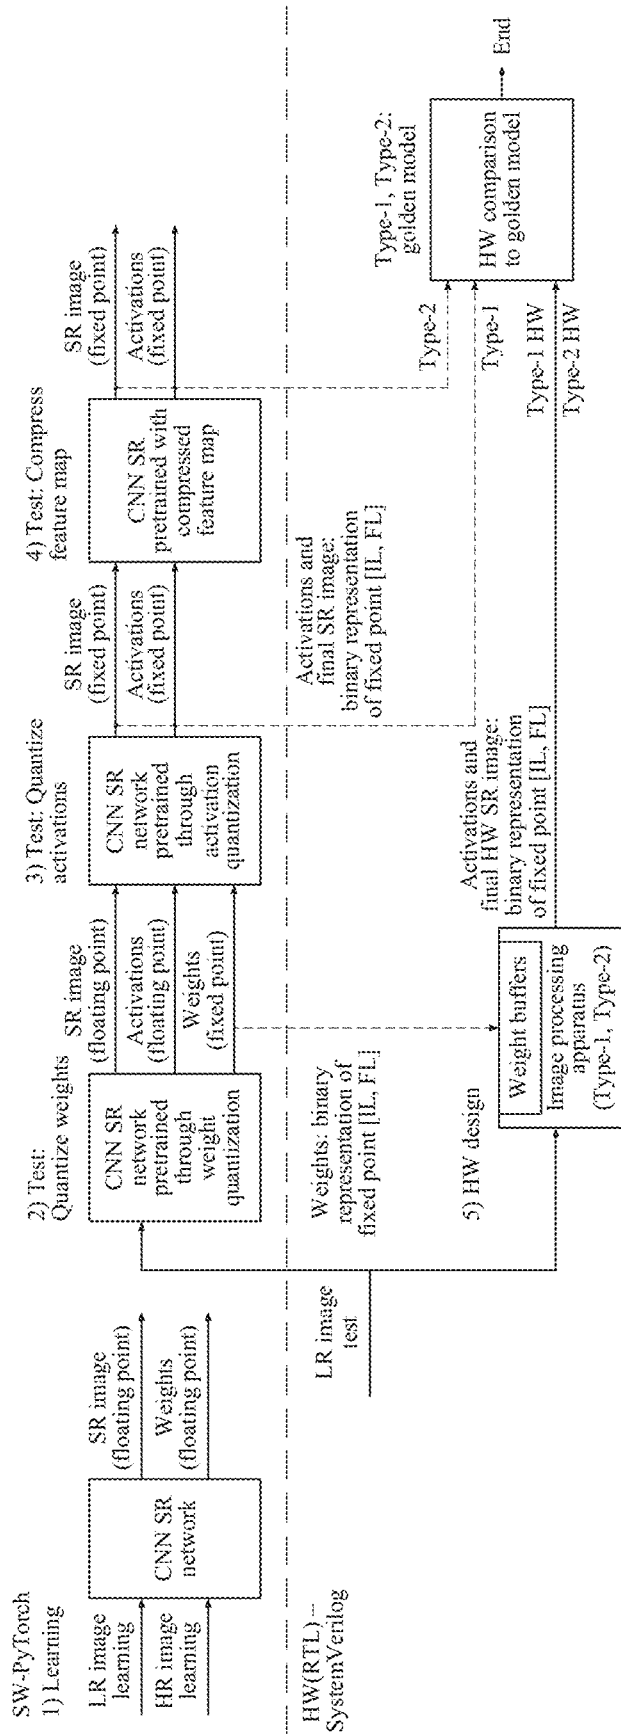 SW-PyTorch
1) Learning
LR image
learning
HR image
learning
CNN SR
network
SR image
(floating point)
Weights
(floating point)
2) Test:
Quantize weights
CNN SR
network
pretrained
through
weight
quantization
SR image
(floating point)
Activations
(floating point)
Weights
(fixed point)
3) Test: Quantize
activations
CNN SR
network
pretrained
through
activation
quantization
SR image
(fixed point)
Activations
(fixed point)
4) Test: Compress
feature map
CNN SR
pretrained with
compressed
feature map
SR image
(fixed point)
Activations
(fixed point)
HW(RTL) –
SystemVerilog
LR image
test
Weights: binary
representation of
fixed point [IL, FL]
5) HW design
Weight buffers
Image processing
apparatus
(Type-1, Type-2)
Activations and
final SR image:
binary representation
of fixed point [IL, FL]
Activations and
final HW SR image:
binary representation
of fixed point [IL, FL]
Type-2
Type-1
Type-1 HW
Type-2 HW
Type-1, Type-2:
golden model
HW comparison
to golden model
End